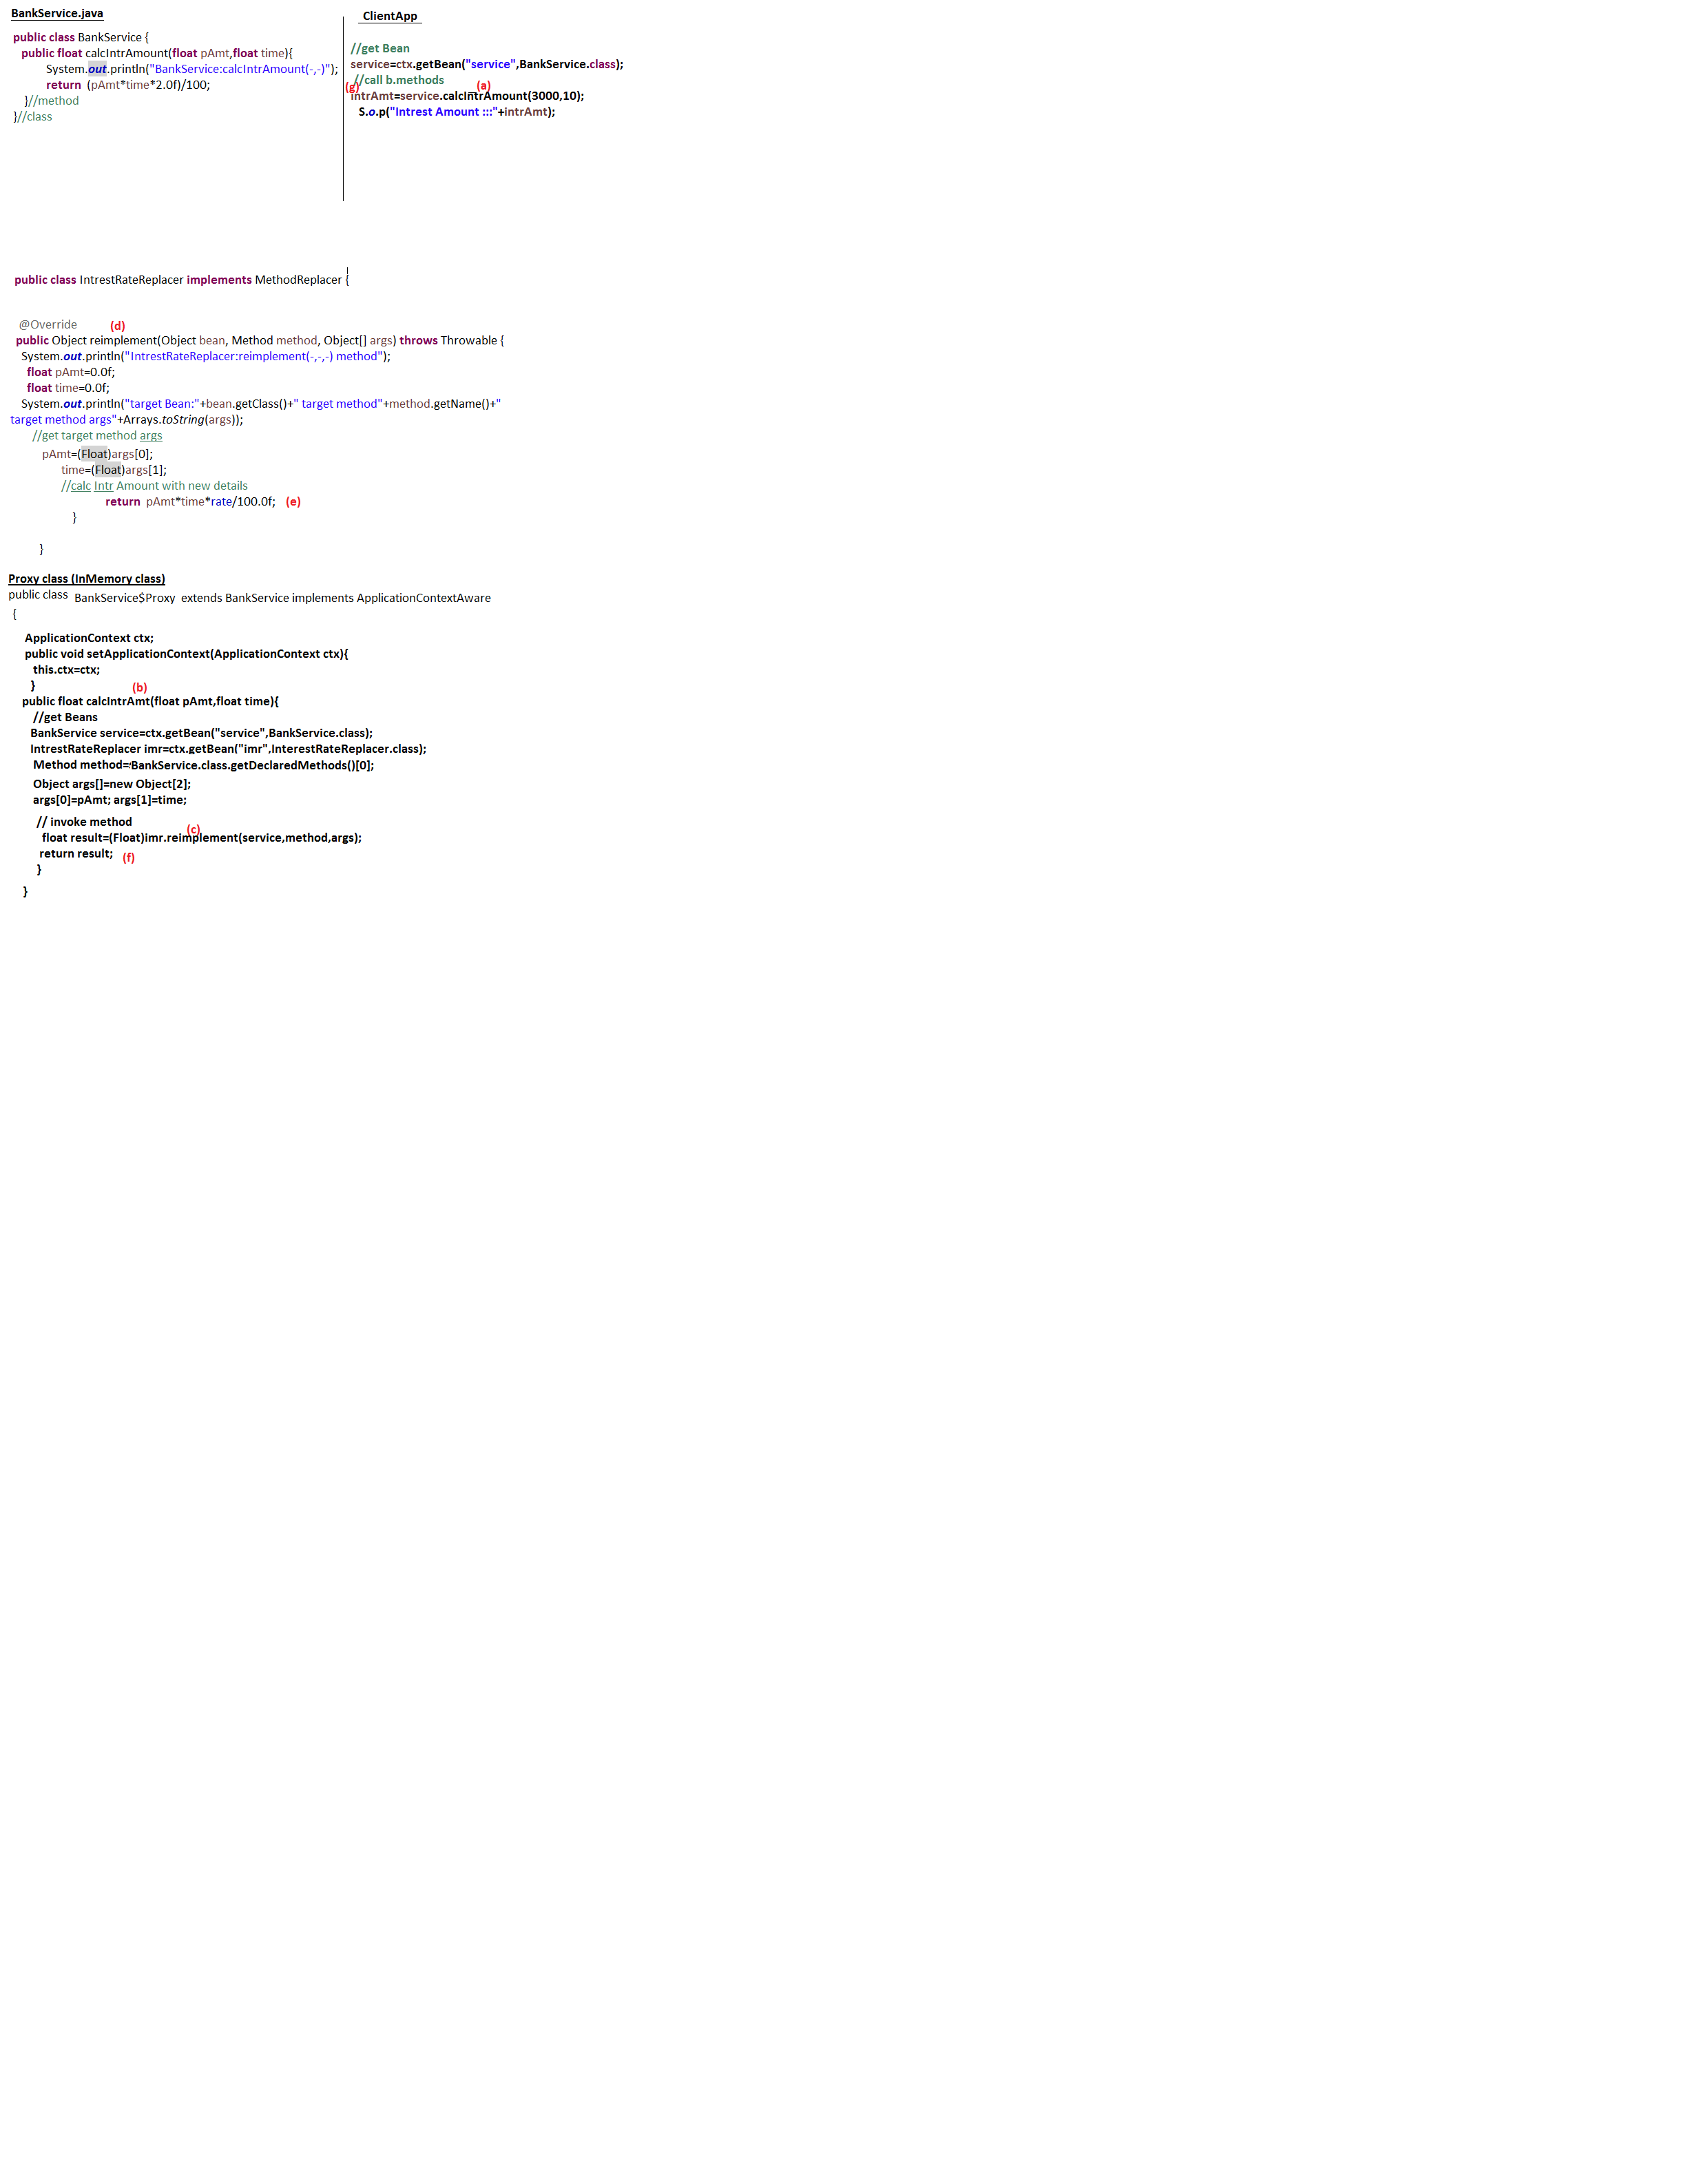 BankService.java
public class BankService {
public float calcIntrAmount(float pAmt,float time){
System.out.println("BankService:calcIntrAmount(-,-)");
return (pAmt*time*2.0f)/100;
}//method
}//class
ClientApp
//get Bean
service=ctx.getBean("service",BankService.class);
//call b.methods
(g) (a)
intrAmt=service.calcIntrAmount(3000,10);
S.o.p("Intrest Amount :::"+intrAmt);
public class IntrestRateReplacer implements MethodReplacer {
@Override (d)
public Object reimplement(Object bean, Method method, Object[] args) throws Throwable {
System.out.println("IntrestRateReplacer:reimplement(-,-,-) method");
float pAmt=0.0f;
float time=0.0f;
System.out.println("target Bean:"+bean.getClass()+" target method"+method.getName()+"
target method args"+Arrays.toString(args));
//get target method args
pAmt=(Float)args[0];
time=(Float)args[1];
//calc Intr Amount with new details
return pAmt*time*rate/100.0f; (e)
}
}
Proxy class (InMemory class)
public class BankService$Proxy extends BankService implements ApplicationContextAware
{
ApplicationContext ctx;
public void setApplicationContext(ApplicationContext ctx){
this.ctx=ctx;
}
(b)
public float calcIntrAmt(float pAmt,float time){
//get Beans
BankService service=ctx.getBean("service",BankService.class);
IntrestRateReplacer imr=ctx.getBean("imr",InterestRateReplacer.class);
Method method=BankService.class.getDeclaredMethods()[0];
Object args[]=new Object[2];
args[0]=pAmt; args[1]=time;
// invoke method
(c)
float result=(Float)imr.reimplement(service,method,args);
return result; (f)
}
}